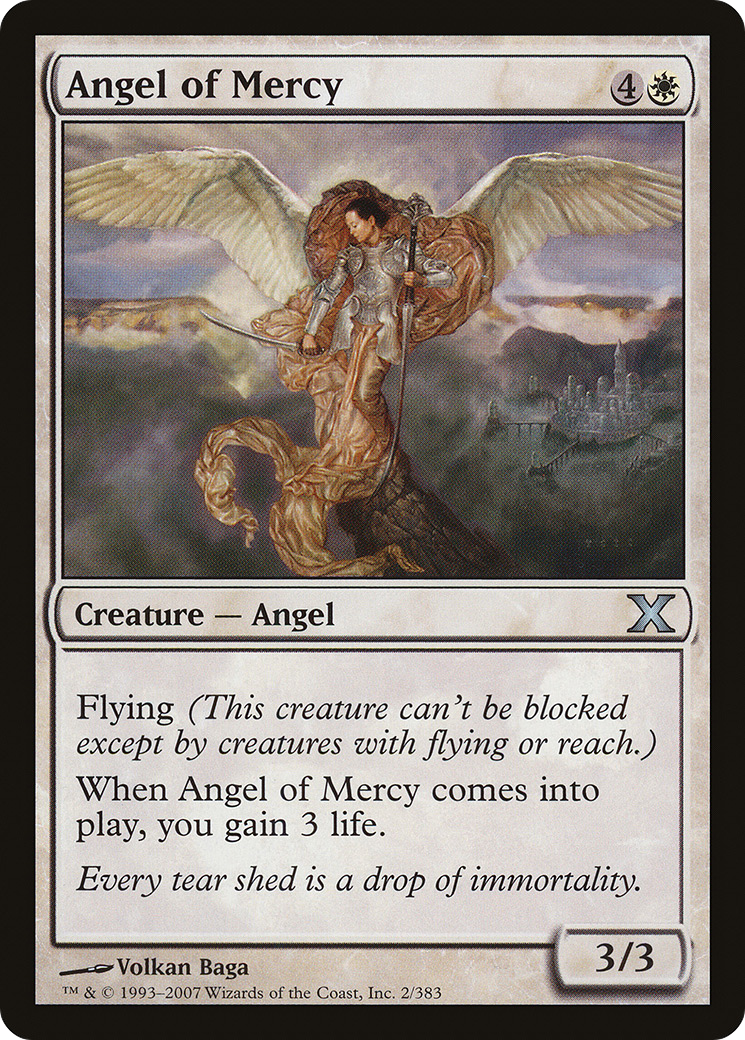 Angel of Mercy 4
Creature — Angel X
Flying (This creature can't be blocked
except by creatures with flying or reach.)
When Angel of Mercy comes into
play, you gain 3 life.
Every tear shed is a drop of immortality.
3/3
Volkan Baga
™ & © 1993–2007 Wizards of the Coast, Inc. 2/383